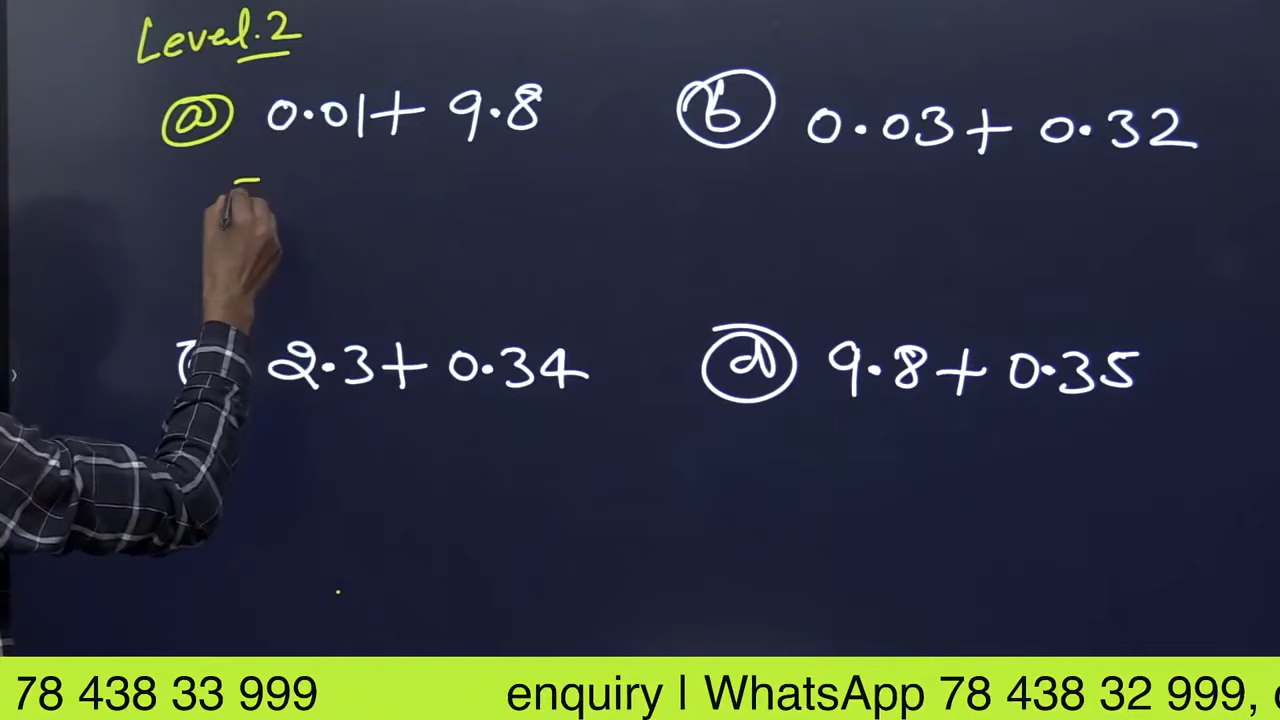 Level.2
ⓐ 0.01+ 9.8
ⓑ 0.03+ 0.32
2.3+ 0.34
ⓓ 9.8+ 0.35
78 438 33 999 enquiry | WhatsApp 78 438 32 999,